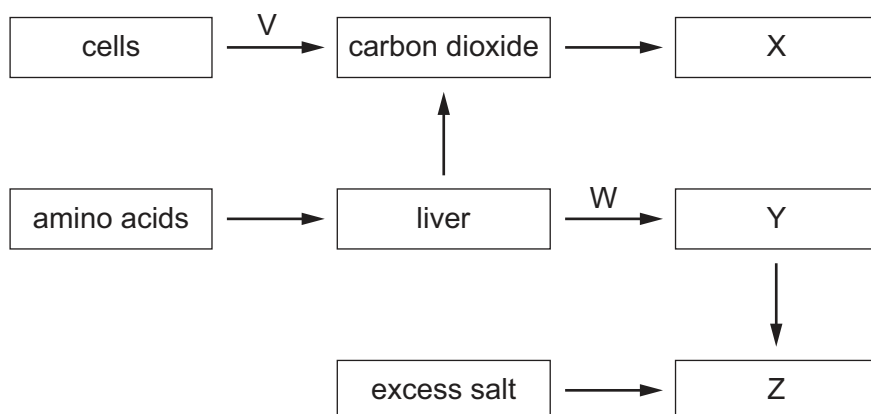 V
cells
carbon dioxide
X
amino acids
liver
W
Y
excess salt
Z